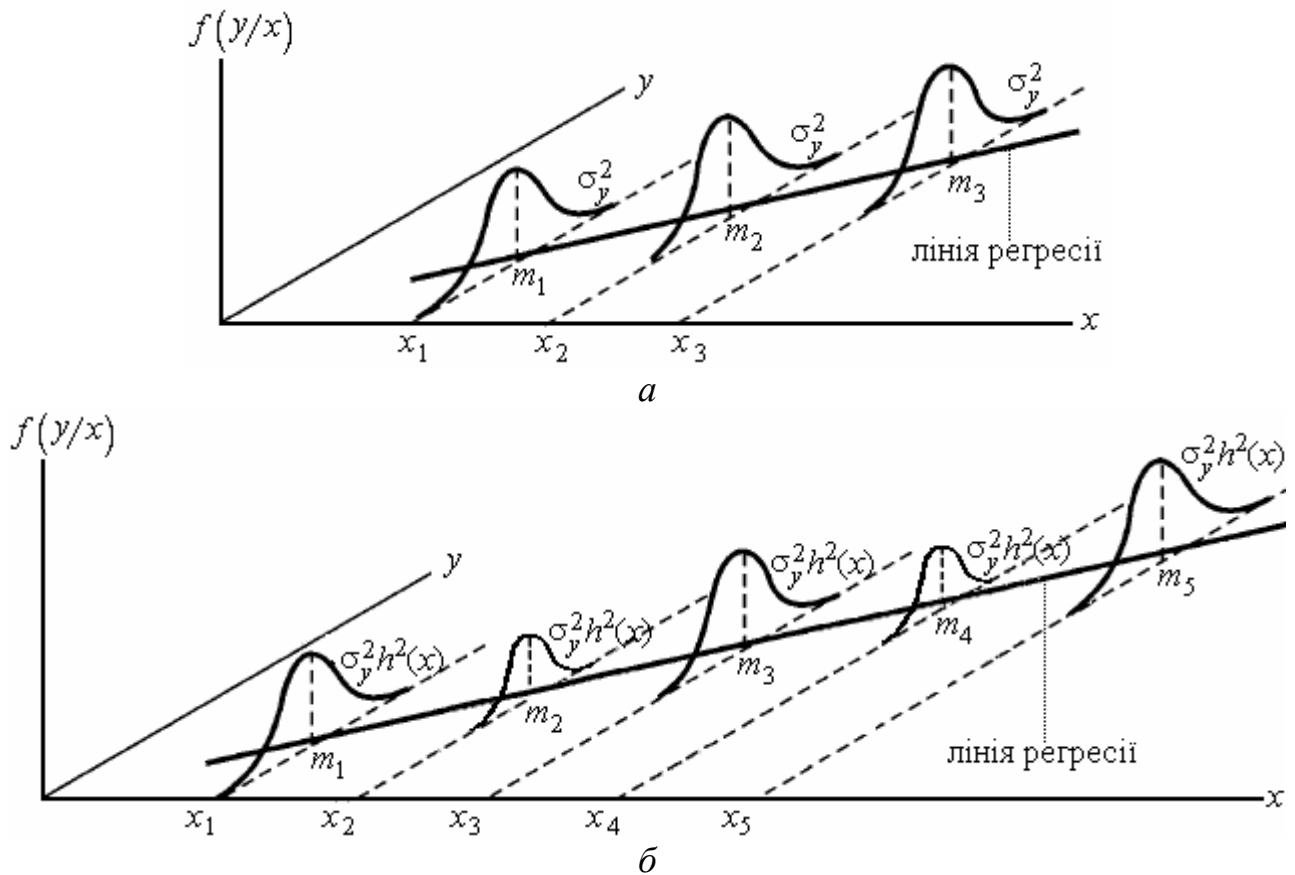 f(y/x)
y
σ_y^2
σ_y^2
σ_y^2
m_1
m_2
m_3
лінія регресії
x_1
x_2
x_3
x
а
f(y/x)
y
σ_y^2 h^2(x)
σ_y^2 h^2(x)
σ_y^2 h^2(x)
σ_y^2 h^2(x)
σ_y^2 h^2(x)
m_1
m_2
m_3
m_4
m_5
лінія регресії
x_1
x_2
x_3
x_4
x_5
x
б